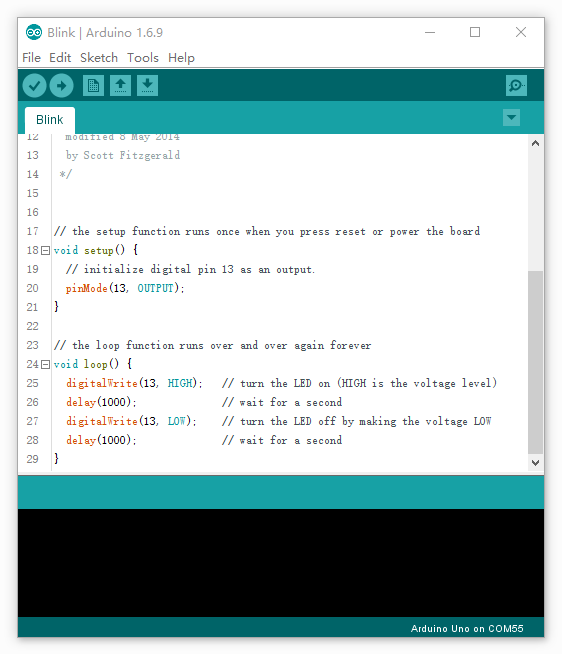 Blink | Arduino 1.6.9
File Edit Sketch Tools Help
Blink
12 modified 8 May 2014
13 by Scott Fitzgerald
14 */
15
16
17 // the setup function runs once when you press reset or power the board
18 void setup() {
19 // initialize digital pin 13 as an output.
20 pinMode(13, OUTPUT);
21 }
22
23 // the loop function runs over and over again forever
24 void loop() {
25 digitalWrite(13, HIGH); // turn the LED on (HIGH is the voltage level)
26 delay(1000); // wait for a second
27 digitalWrite(13, LOW); // turn the LED off by making the voltage LOW
28 delay(1000); // wait for a second
29 }
Arduino Uno on COM55